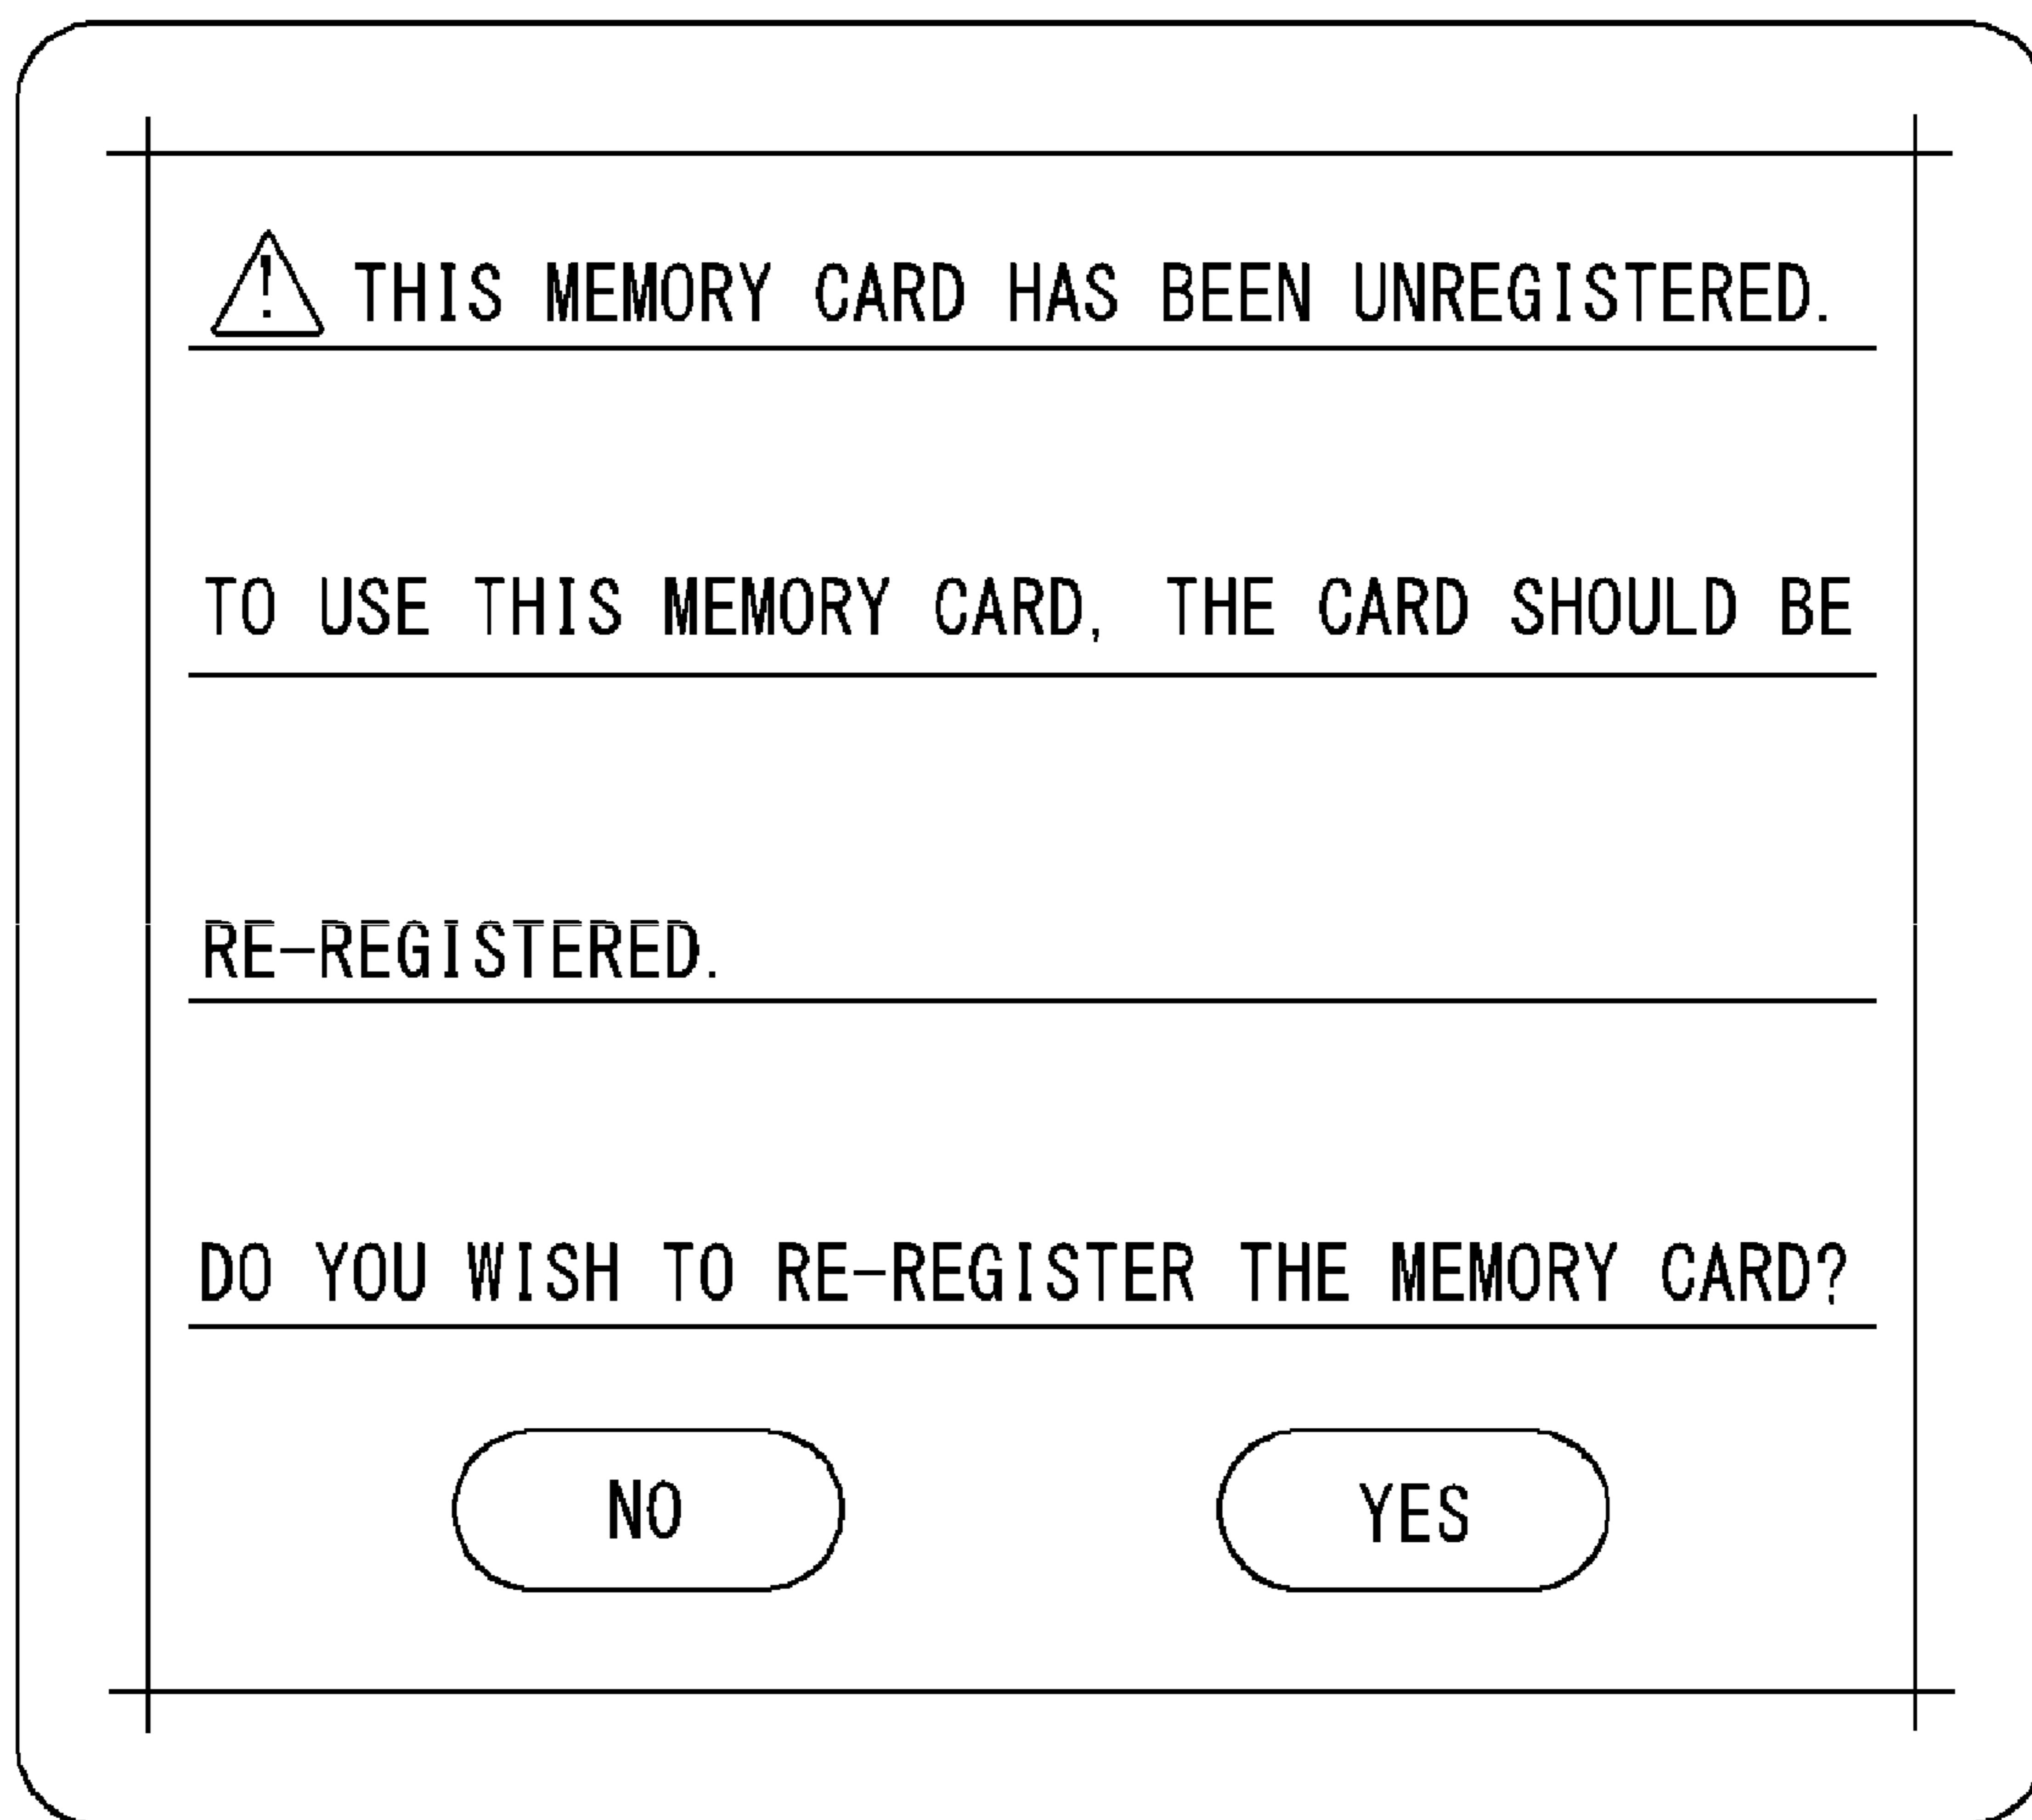 ! THIS MEMORY CARD HAS BEEN UNREGISTERED.
TO USE THIS MEMORY CARD, THE CARD SHOULD BE
RE-REGISTERED.
DO YOU WISH TO RE-REGISTER THE MEMORY CARD?
NO YES